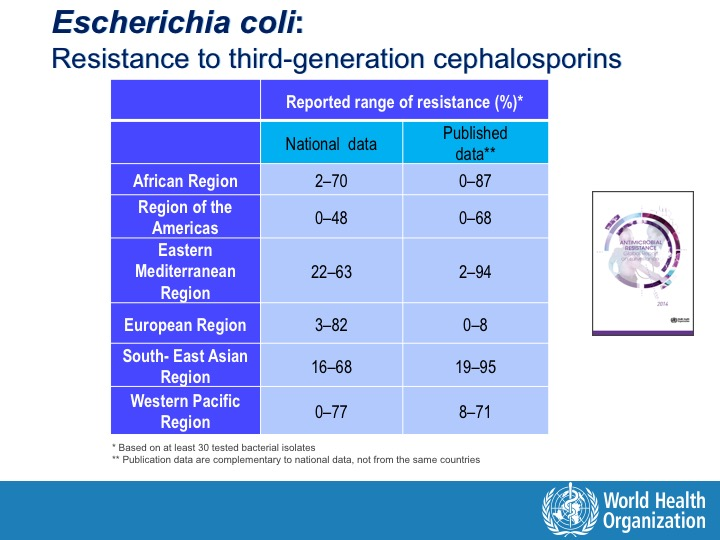 Escherichia coli:
Resistance to third-generation cephalosporins
Reported range of resistance (%)*
National data
Published
data**
African Region
2–70
0–87
Region of the
Americas
0–48
0–68
Eastern
Mediterranean
Region
22–63
2–94
European Region
3–82
0–8
South- East Asian
Region
16–68
19–95
Western Pacific
Region
0–77
8–71
ANTIMICROBIAL
RESISTANCE
2014
* Based on at least 30 tested bacterial isolates
** Publication data are complementary to national data, not from the same countries
World Health
Organization